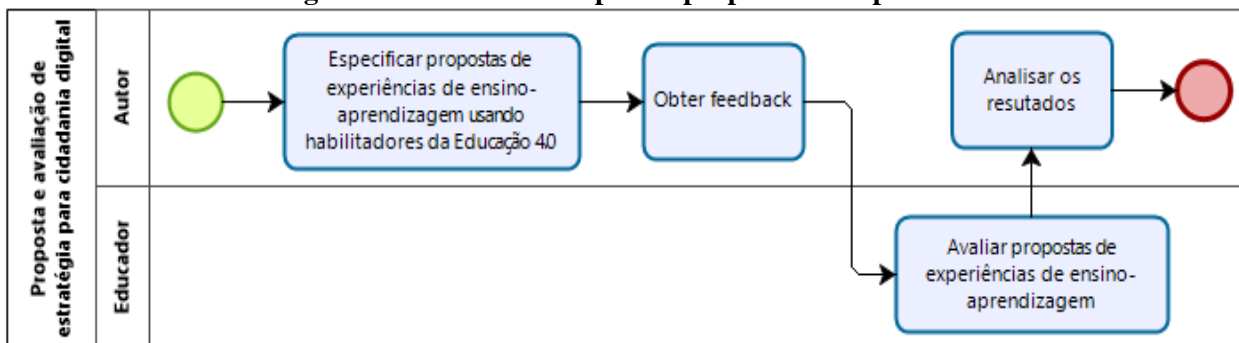 Proposta e avaliação de
estratégia para cidadania digital
Autor
Especificar propostas de
experiências de ensino-
aprendizagem usando
habilitadores da Educação 4.0
Obter feedback
Analisar os
resutados
Educador
Avaliar propostas de
experiências de ensino-
aprendizagem